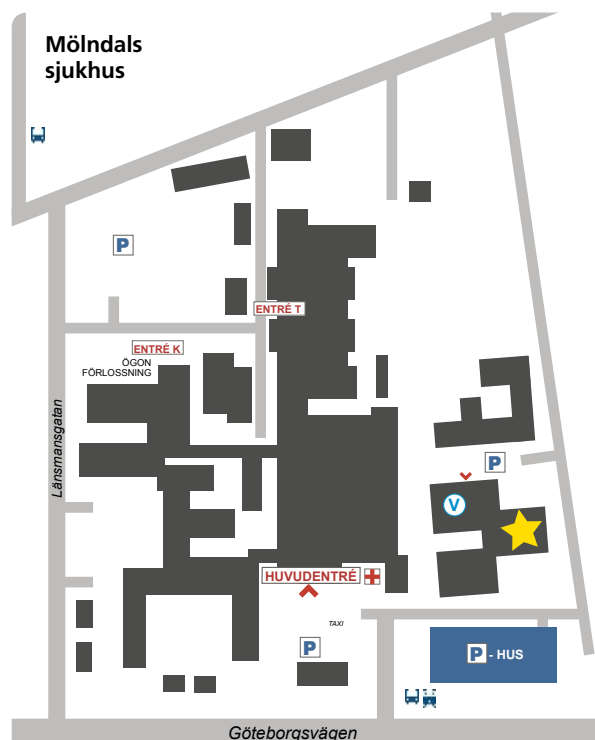 Mölndals
sjukhus
P
ENTRÉ T
ENTRÉ K
ÖGON
FÖRLOSSNING
Länsmansgatan
P
V
HUVUDENTRÉ
TAXI
P
P - HUS
Göteborgsvägen